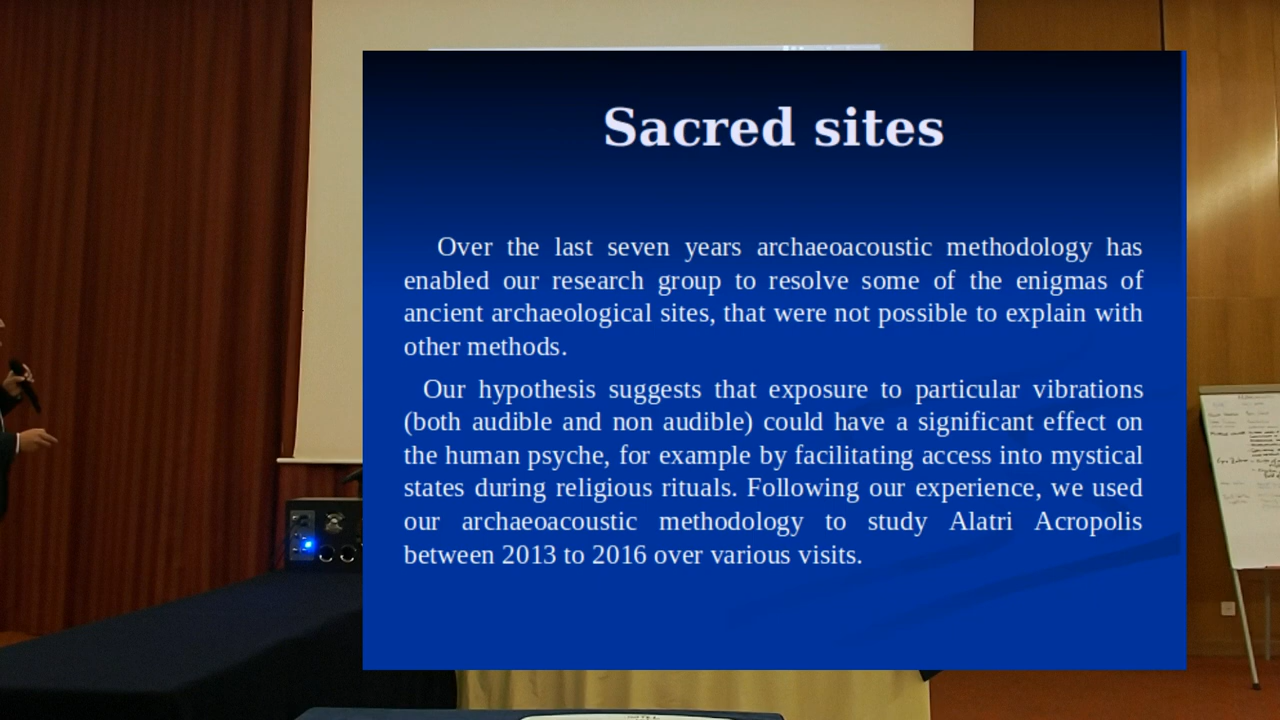 Sacred sites
Over the last seven years archaeoacoustic methodology has
enabled our research group to resolve some of the enigmas of
ancient archaeological sites, that were not possible to explain with
other methods.
Our hypothesis suggests that exposure to particular vibrations
(both audible and non audible) could have a significant effect on
the human psyche, for example by facilitating access into mystical
states during religious rituals. Following our experience, we used
our archaeoacoustic methodology to study Alatri Acropolis
between 2013 to 2016 over various visits.